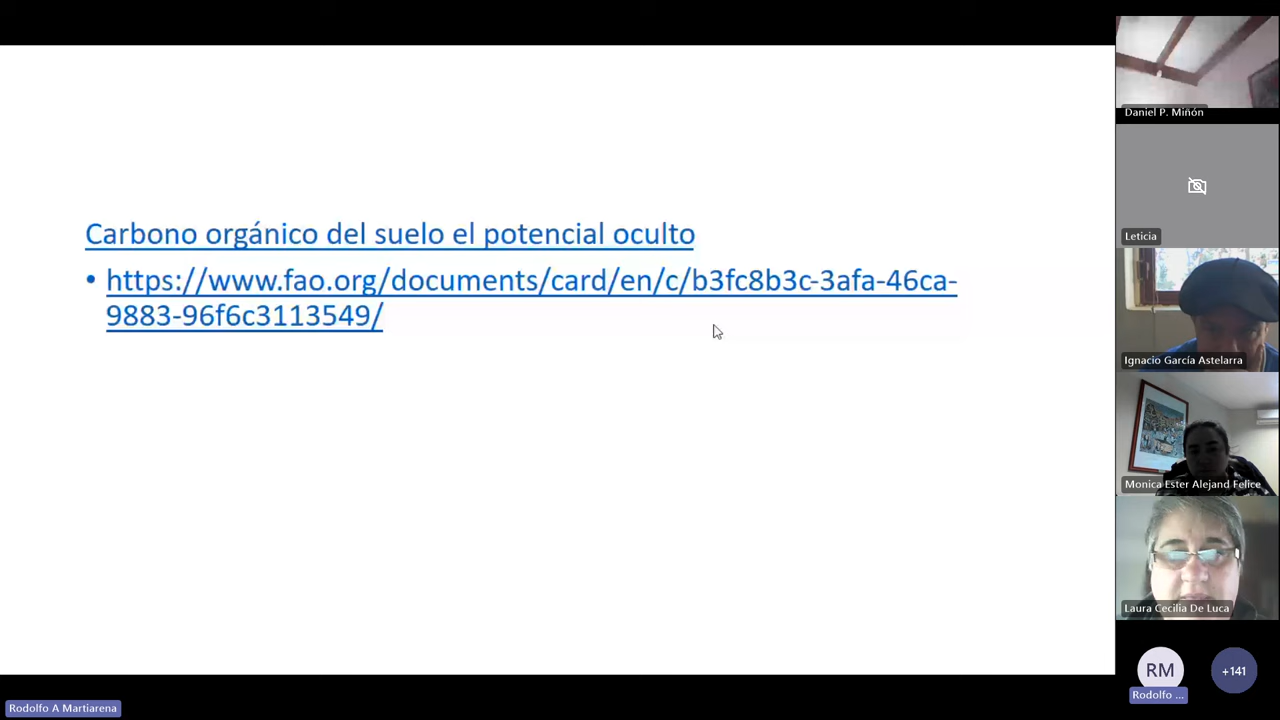 Carbono orgánico del suelo el potencial oculto
• https://www.fao.org/documents/card/en/c/b3fc8b3c-3afa-46ca-
9883-96f6c3113549/
Daniel P. Miñón
Leticia
Ignacio García Astelarra
Monica Ester Alejand Felice
Laura Cecilia De Luca
RM
+141
Rodolfo ...
Rodolfo A Martiarena